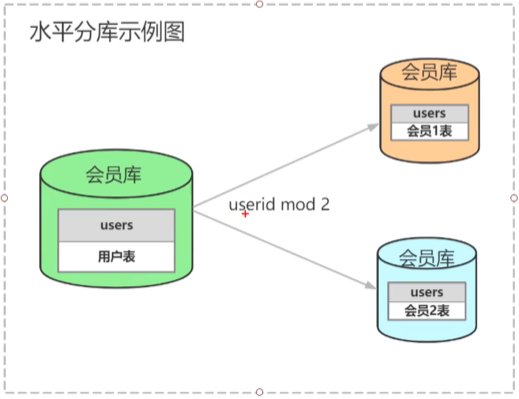 水平分库示例图
会员库
users
会员1表
会员库
users
用户表
userid mod 2
会员库
users
会员2表